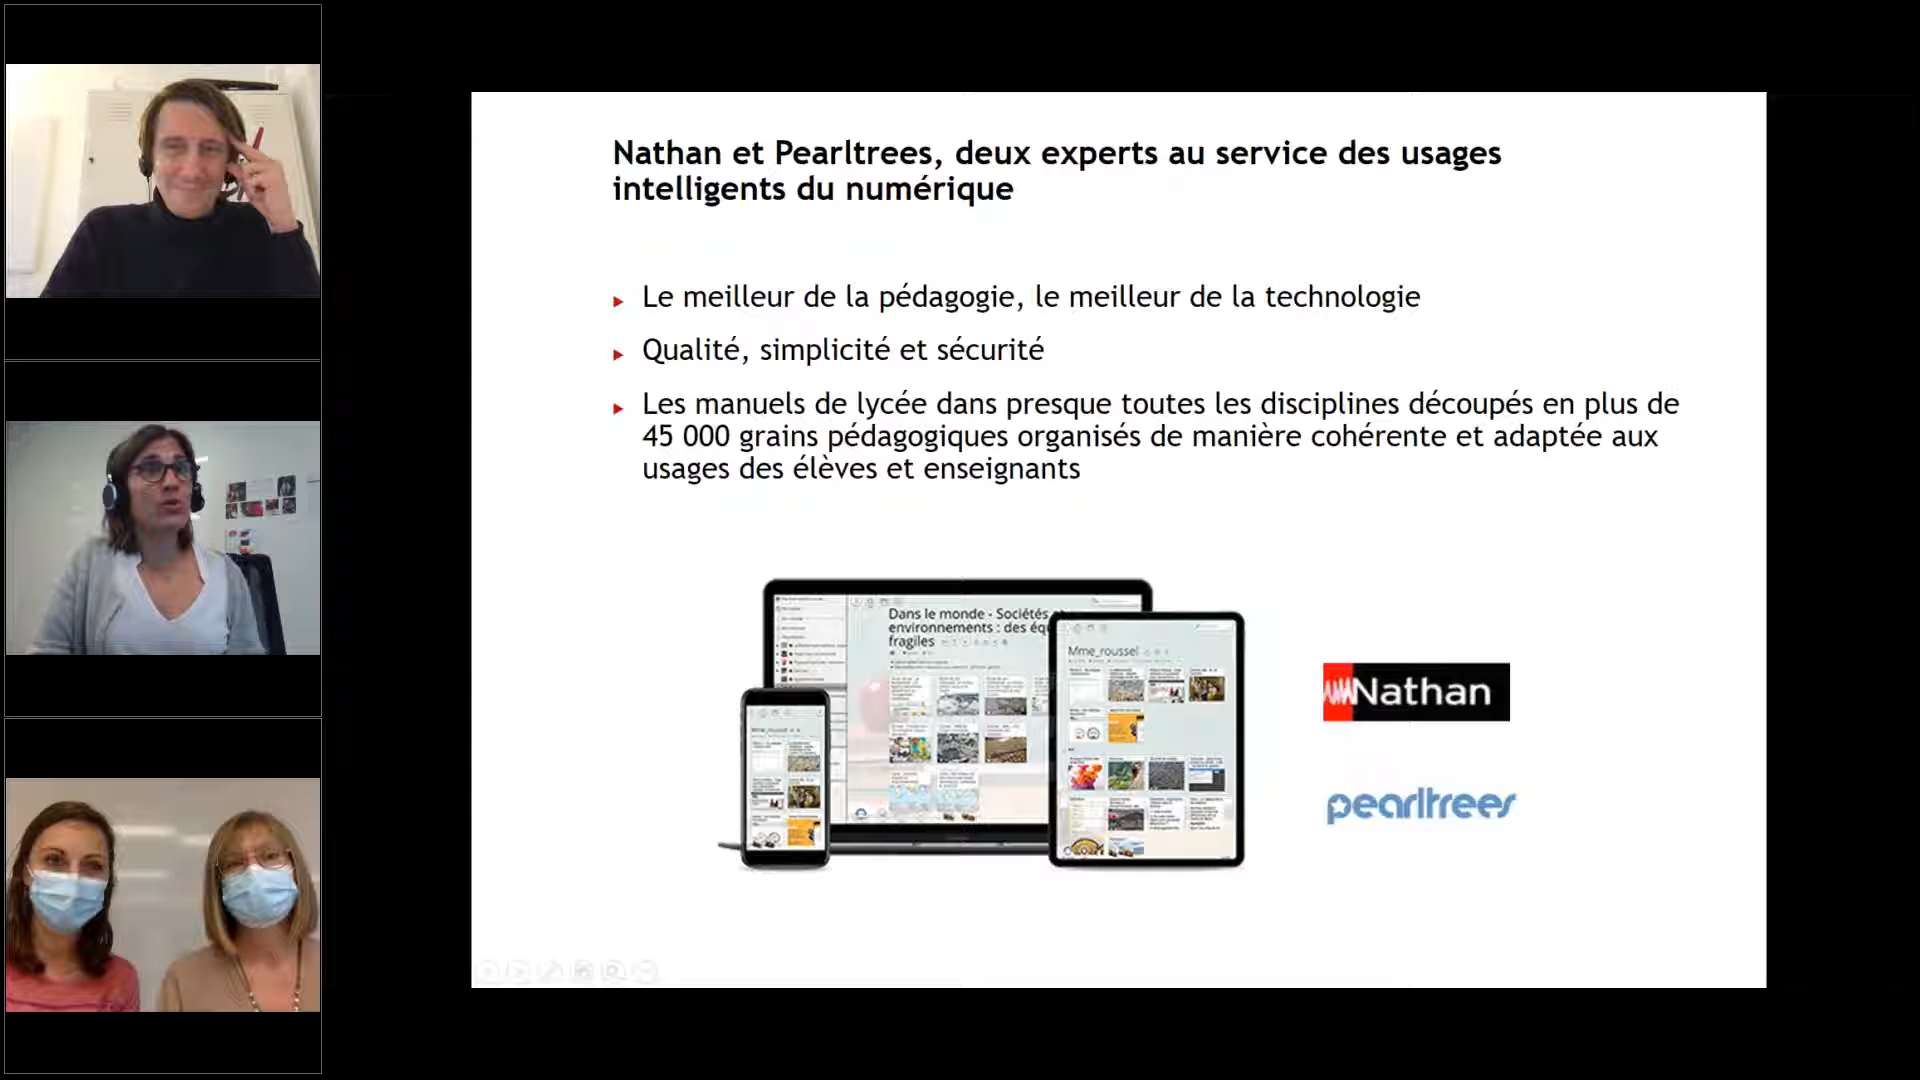 Nathan et Pearltrees, deux experts au service des usages
intelligents du numérique
Le meilleur de la pédagogie, le meilleur de la technologie
Qualité, simplicité et sécurité
Les manuels de lycée dans presque toutes les disciplines découpés en plus de
45 000 grains pédagogiques organisés de manière cohérente et adaptée aux
usages des élèves et enseignants
Dans le monde - Sociétés
environnements : des
fragiles
Mme_roussel
Mme_roussel
Nathan
pearltrees